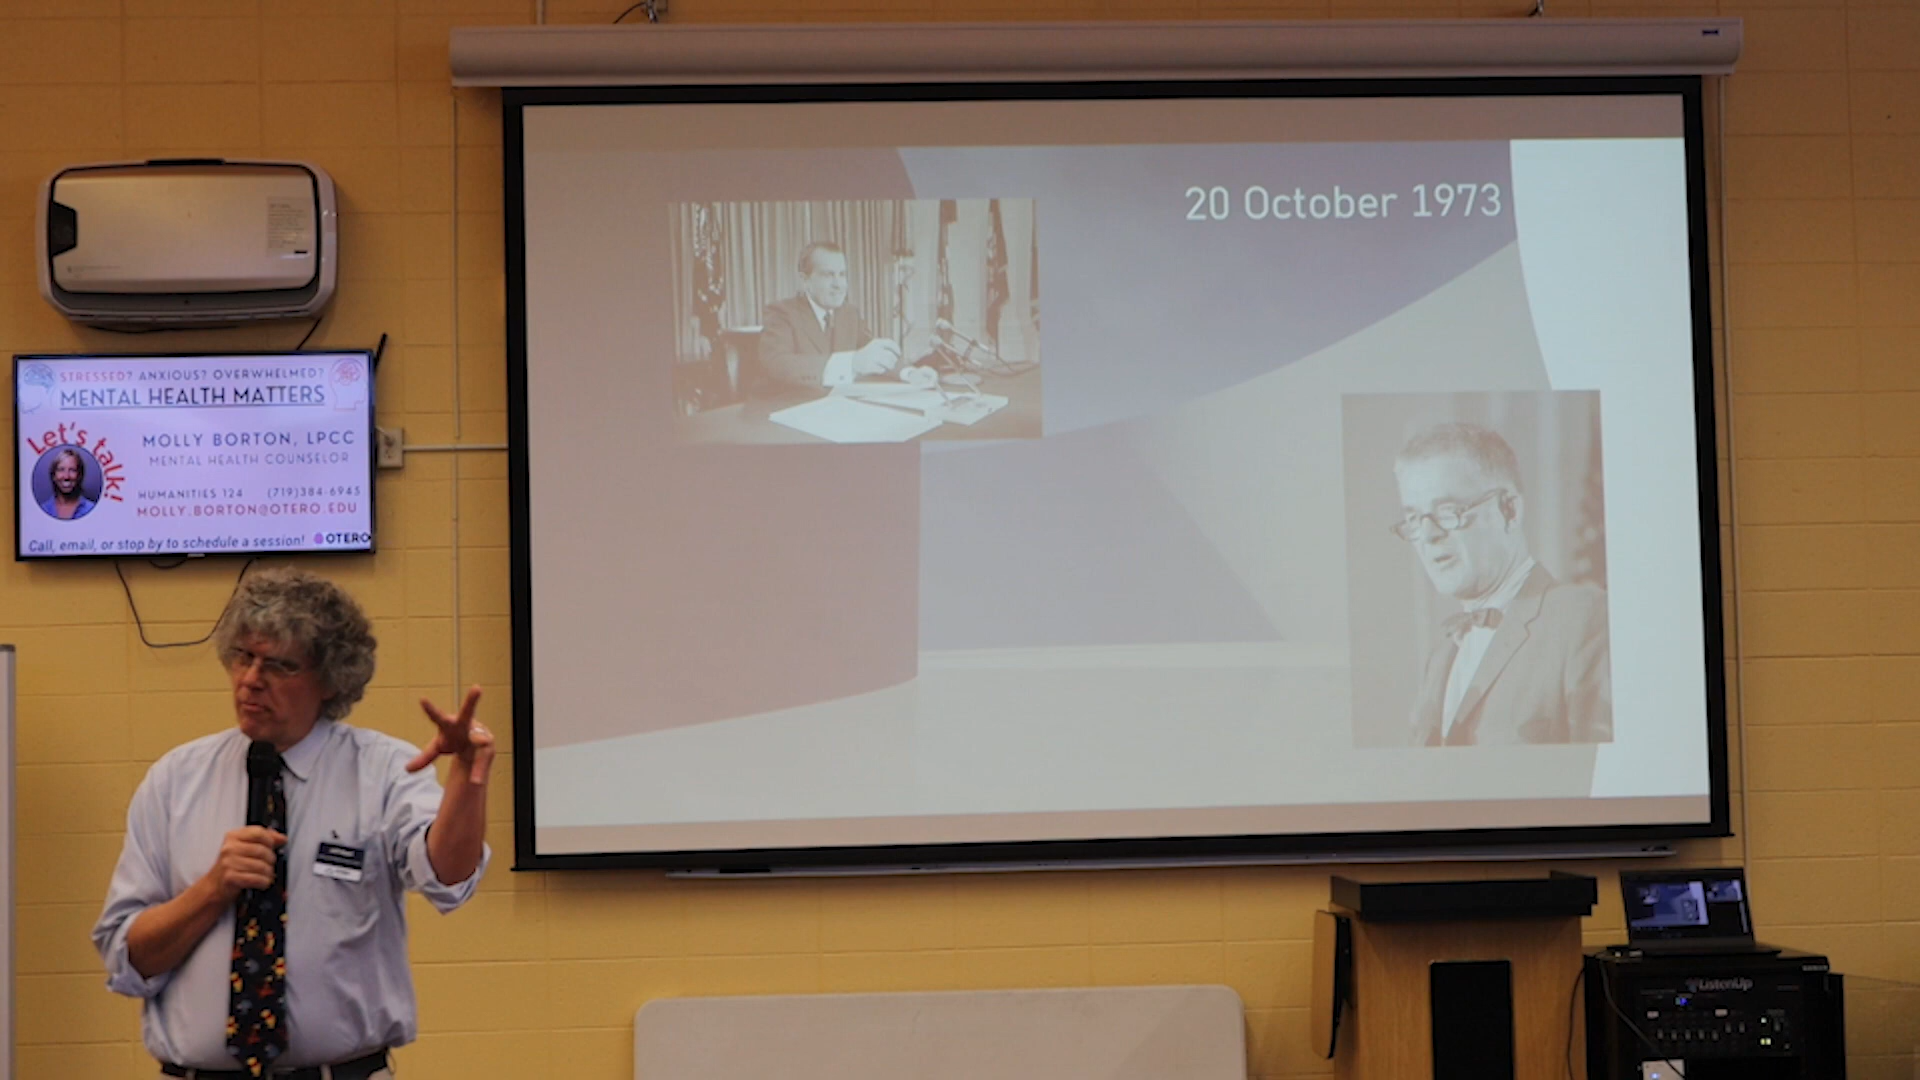 20 October 1973
STRESSED? ANXIOUS? OVERWHELMED?
MENTAL HEALTH MATTERS
Let's talk!
MOLLY BORTON, LPCC
MENTAL HEALTH COUNSELOR
HUMANITIES 124 (719)384-6945
MOLLY.BORTON@OTERO.EDU
Call, email, or stop by to schedule a session! OTERO
ListenUp